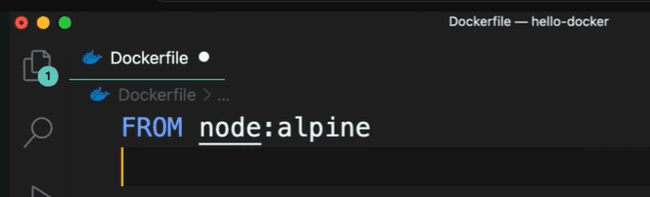 Dockerfile — hello-docker
1
Dockerfile
Dockerfile > ...
FROM node:alpine